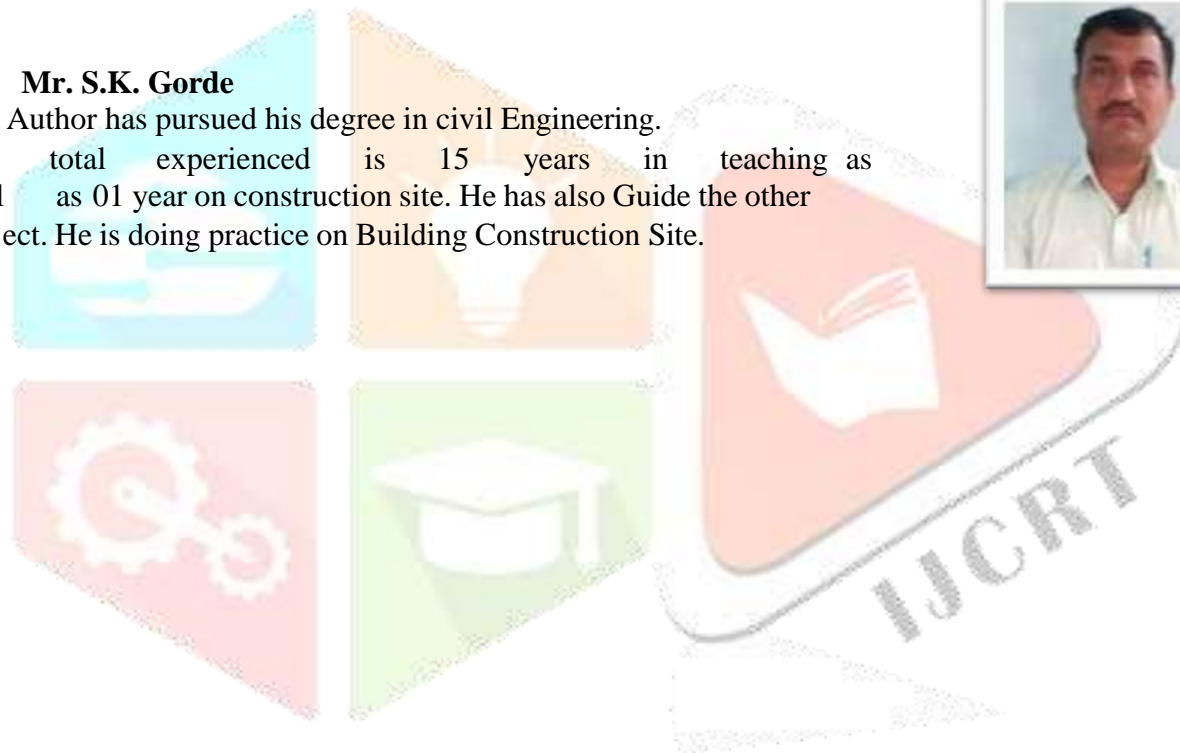 Mr. S.K. Gorde
Author has pursued his degree in civil Engineering.
total experienced is 15 years in teaching as
as 01 year on construction site. He has also Guide the other
ect. He is doing practice on Building Construction Site.
IJCRT